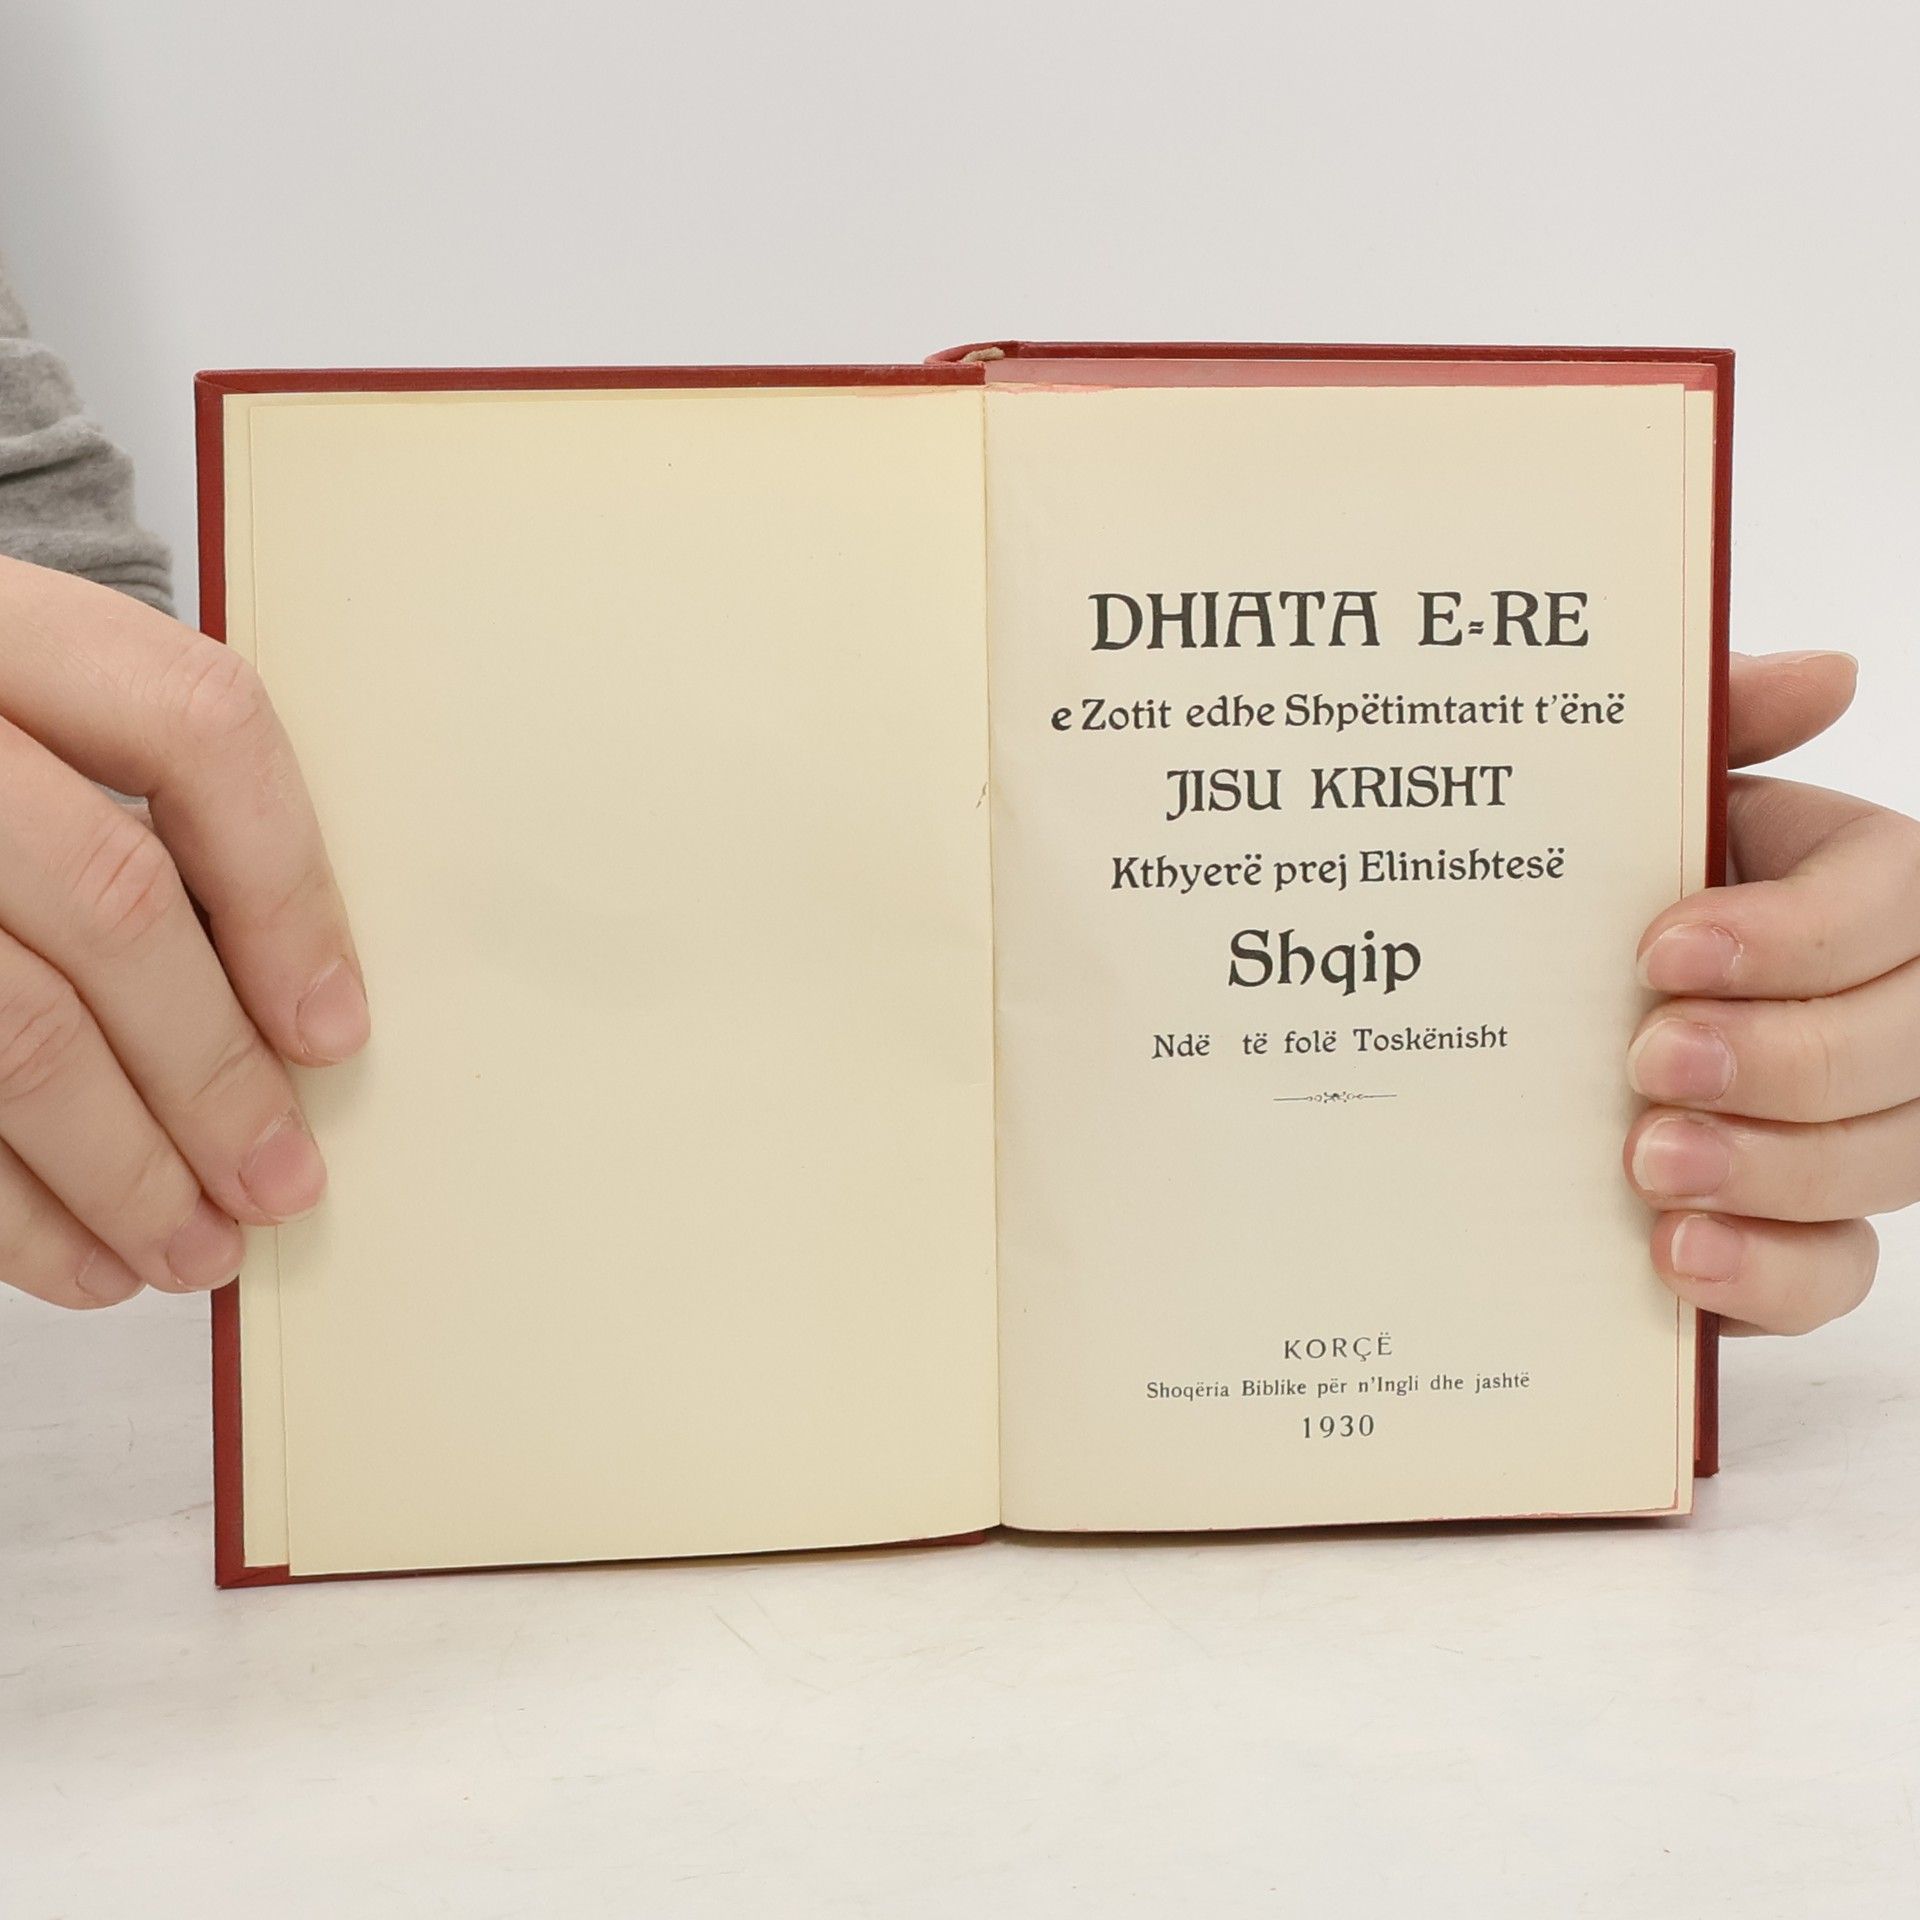 DHIATA E=RE
e Zotit edhe Shpëtimtarit t'ënë
JISU KRISHT
Kthyerë prej Elinishtesë
Shqip
Ndë të folë Toskënisht
KORÇË
Shoqëria Biblike për n'Ingli dhe jashtë
1930